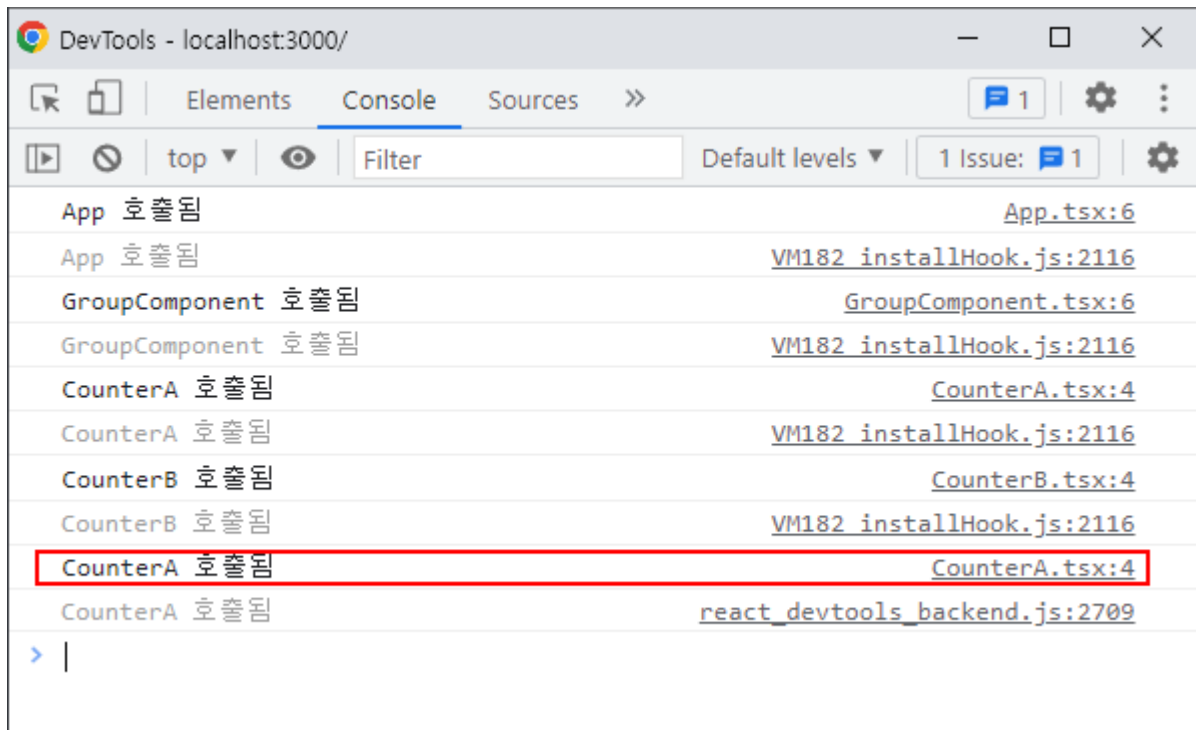 DevTools - localhost:3000/
Elements Console Sources » 1
top ▼ Filter Default levels ▼ 1 Issue: 1
App 호출됨 App.tsx:6
App 호출됨 VM182 installHook.js:2116
GroupComponent 호출됨 GroupComponent.tsx:6
GroupComponent 호출됨 VM182 installHook.js:2116
CounterA 호출됨 CounterA.tsx:4
CounterA 호출됨 VM182 installHook.js:2116
CounterB 호출됨 CounterB.tsx:4
CounterB 호출됨 VM182 installHook.js:2116
CounterA 호출됨 CounterA.tsx:4
CounterA 호출됨 react_devtools_backend.js:2709
>